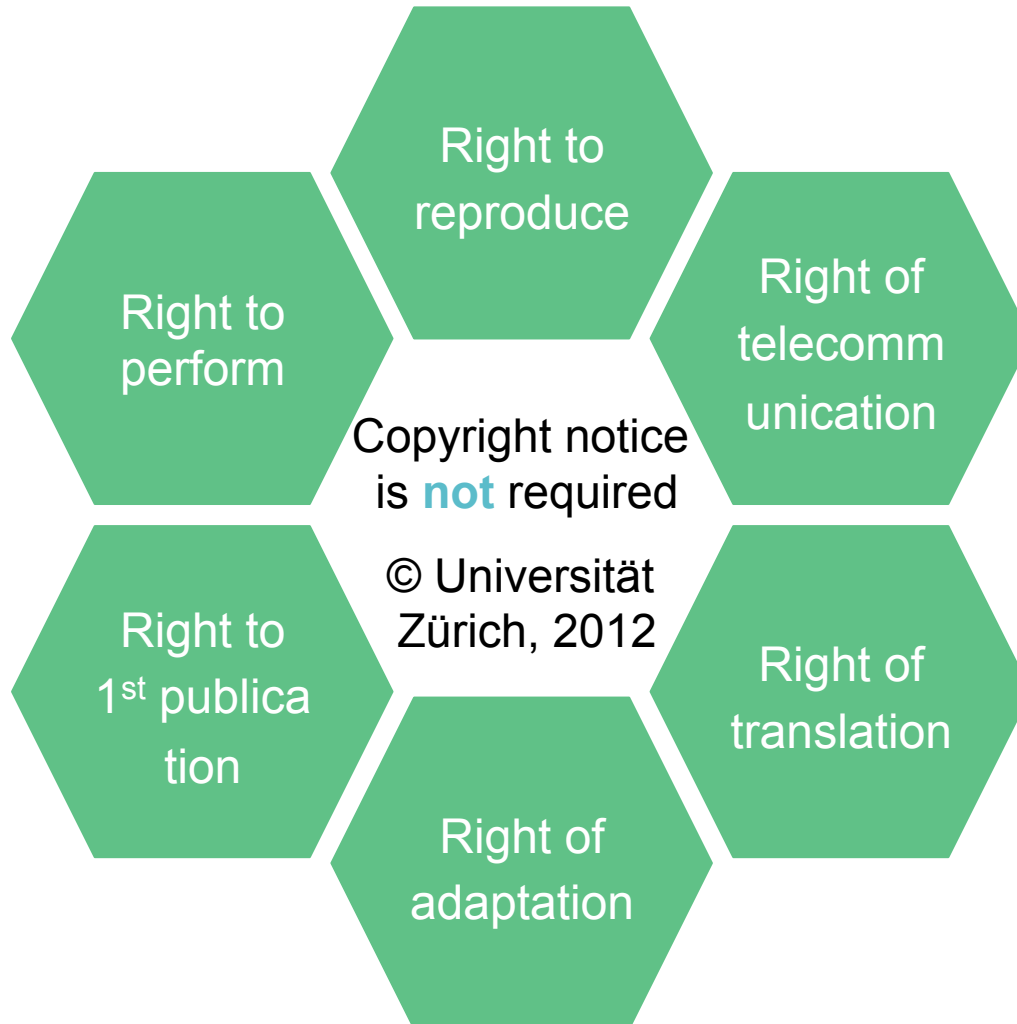 Right to
reproduce
Right to
perform
Right of
telecomm
unication
Copyright notice
is not required
© Universität
Zürich, 2012
Right to
1st publica
tion
Right of
translation
Right of
adaptation